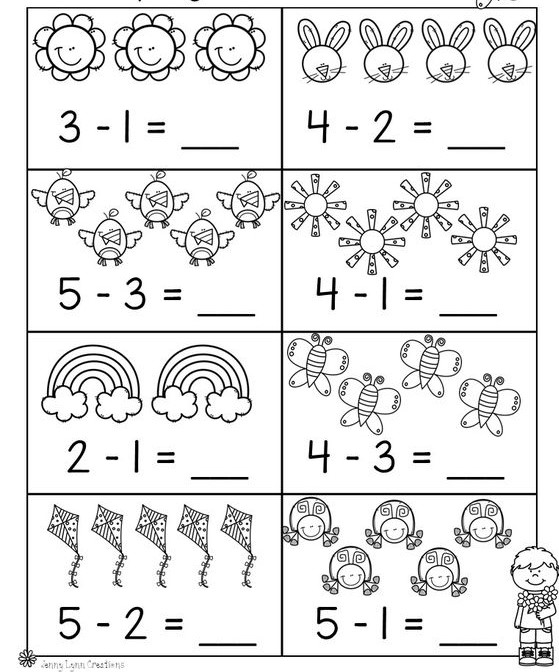 3 - 1 = ___
4 - 2 = ___
5 - 3 = ___
4 - 1 = ___
2 - 1 = ___
4 - 3 = ___
5 - 2 = ___
5 - 1 = ___
Jenny Lynn Creations